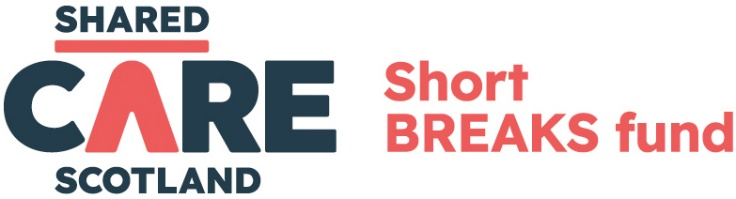 SHARED
CARE
SCOTLAND
Short
BREAKS fund